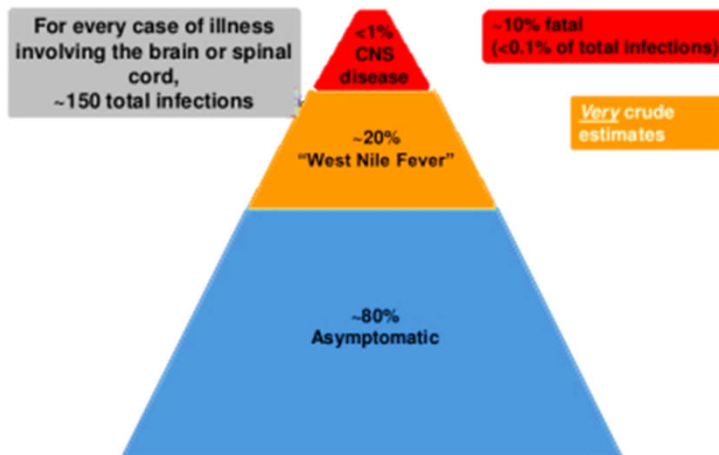 For every case of illness
involving the brain or spinal
cord,
~150 total infections
<1%
CNS
disease
~10% fatal
(<0.1% of total infections)
Very crude
estimates
~20%
“West Nile Fever”
~80%
Asymptomatic